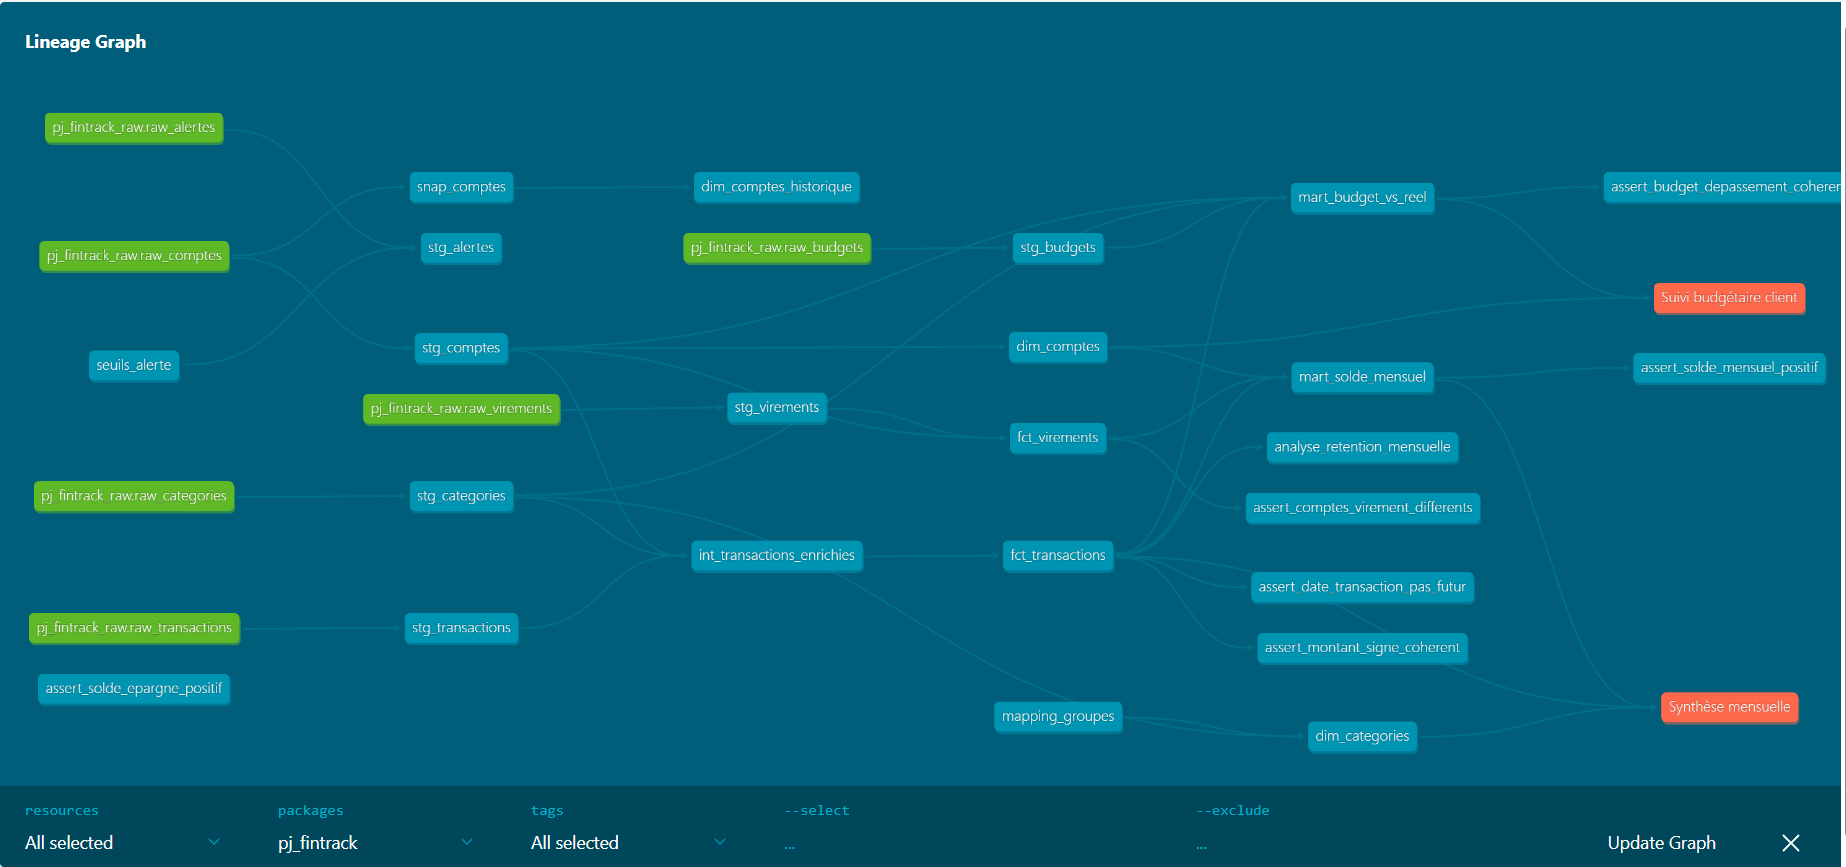 Lineage Graph
pj_fintrack_raw.raw_alertes
snap_comptes
dim_comptes_historique
mart_budget_vs_reel
assert_budget_depassement_coherer
pj_fintrack_raw.raw_comptes
stg_alertes
pj_fintrack_raw.raw_budgets
stg_budgets
Suivi budgétaire client
seuils_alerte
stg_comptes
dim_comptes
mart_solde_mensuel
assert_solde_mensuel_positif
pj_fintrack_raw.raw_virements
stg_virements
fct_virements
analyse_retention_mensuelle
pj_fintrack_raw.raw_categories
stg_categories
assert_comptes_virement_differents
int_transactions_enrichies
fct_transactions
assert_date_transaction_pas_futur
pj_fintrack_raw.raw_transactions
stg_transactions
assert_montant_signe_coherent
assert_solde_epargne_positif
mapping_groupes
dim_categories
Synthèse mensuelle
resources
packages
tags
--select
--exclude
All selected
pj_fintrack
All selected
...
...
Update Graph